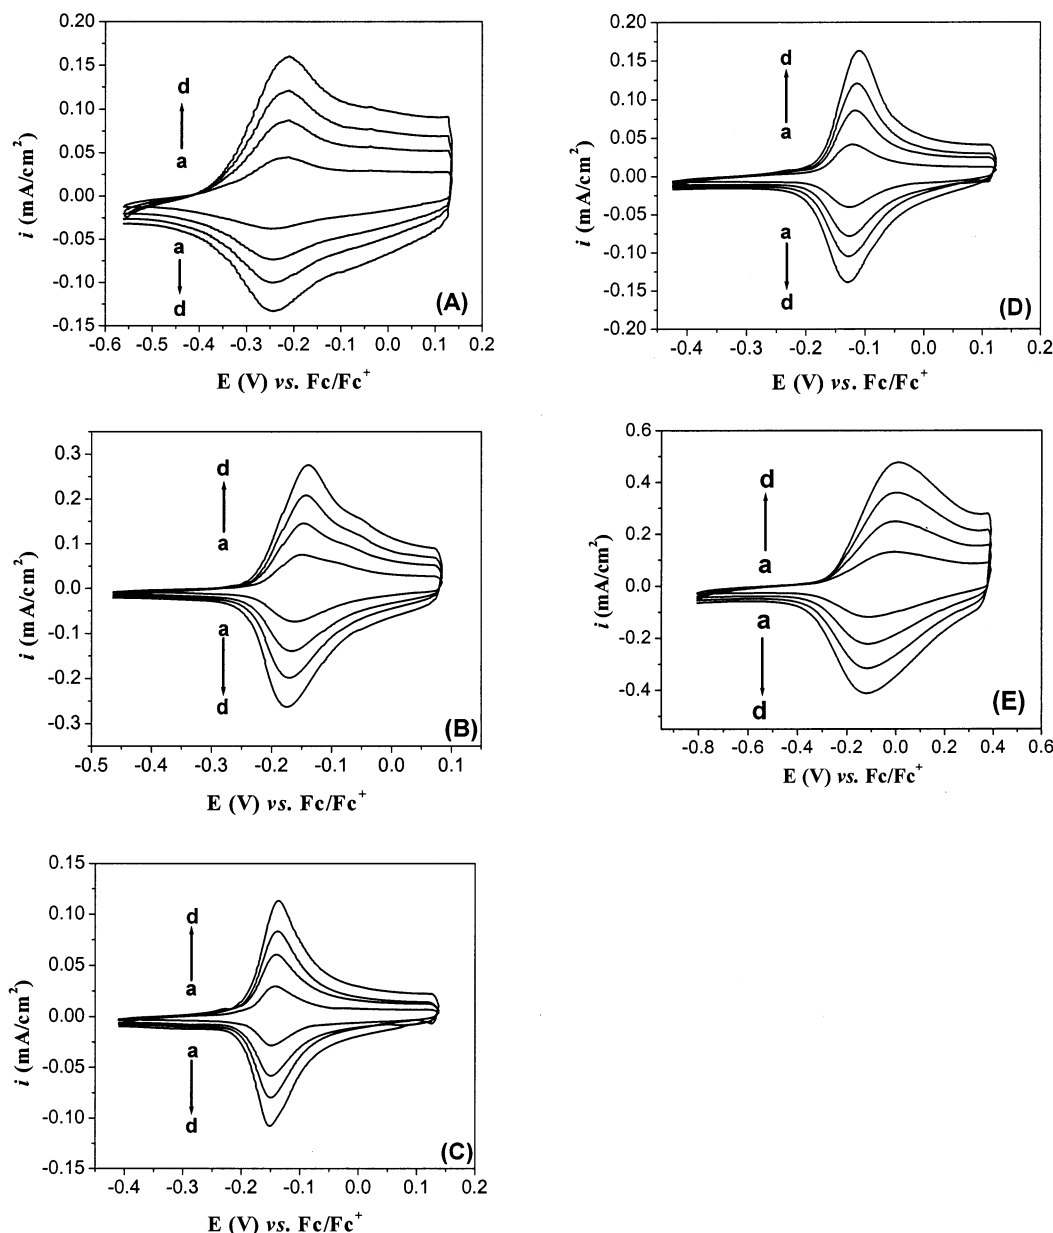 0.20
0.15
0.10
0.05
0.00
-0.05
-0.10
-0.15
i (mA/cm²)
d
a
a
d
(A)
-0.6 -0.5 -0.4 -0.3 -0.2 -0.1 0.0 0.1 0.2
E (V) vs. Fc/Fc⁺
0.20
0.15
0.10
0.05
0.00
-0.05
-0.10
-0.15
-0.20
i (mA/cm²)
d
a
a
d
(D)
-0.4 -0.3 -0.2 -0.1 0.0 0.1 0.2
E (V) vs. Fc/Fc⁺
0.3
0.2
0.1
0.0
-0.1
-0.2
-0.3
i (mA/cm²)
d
a
a
d
(B)
-0.5 -0.4 -0.3 -0.2 -0.1 0.0 0.1
E (V) vs. Fc/Fc⁺
0.6
0.4
0.2
0.0
-0.2
-0.4
i (mA/cm²)
d
a
a
d
(E)
-0.8 -0.6 -0.4 -0.2 0.0 0.2 0.4 0.6
E (V) vs. Fc/Fc⁺
0.15
0.10
0.05
0.00
-0.05
-0.10
-0.15
i (mA/cm²)
d
a
a
d
(C)
-0.4 -0.3 -0.2 -0.1 0.0 0.1 0.2
E (V) vs. Fc/Fc⁺